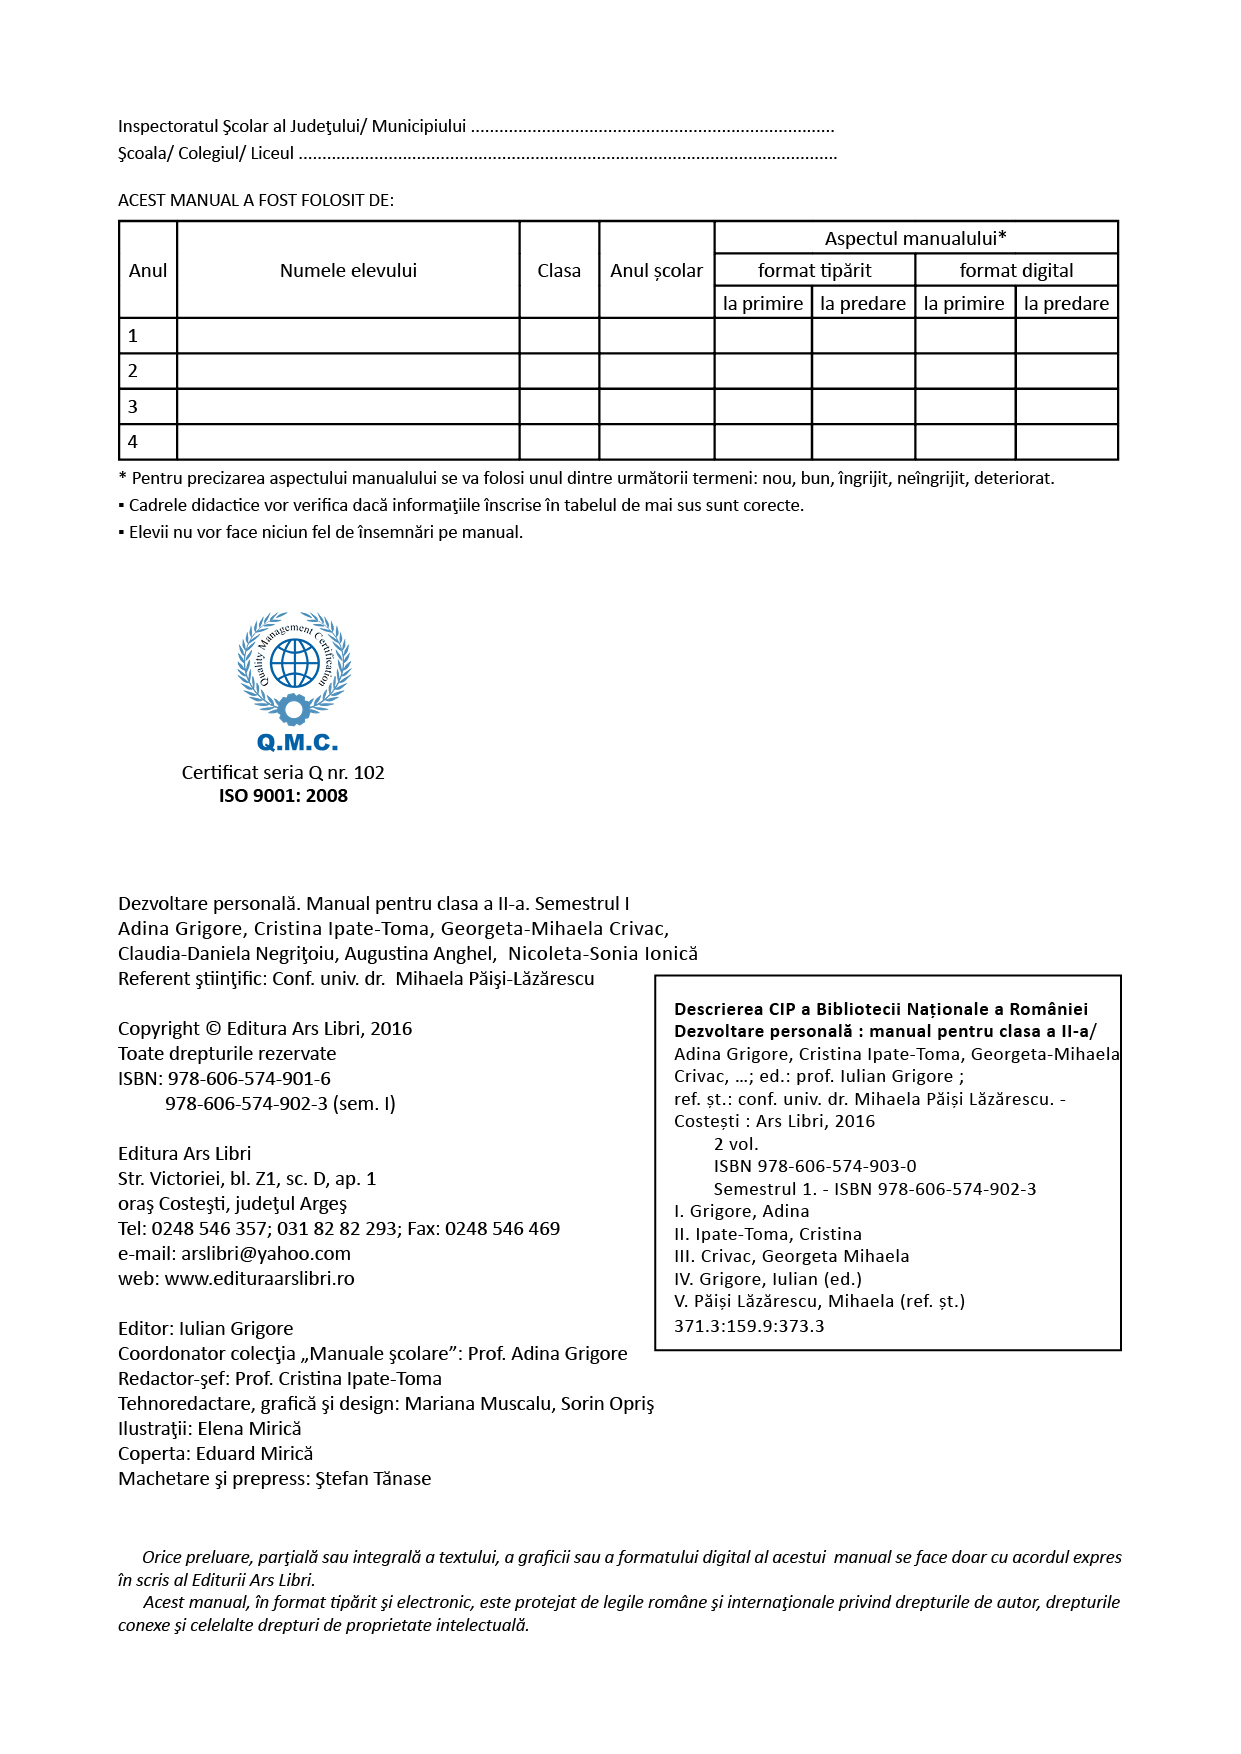 Inspectoratul Şcolar al Judeţului/ Municipiului .............................................................................
Şcoala/ Colegiul/ Liceul ..................................................................................................................
ACEST MANUAL A FOST FOLOSIT DE:
Anul Numele elevului Clasa Anul școlar Aspectul manualului*
format tipărit format digital
la primire la predare la primire la predare
1
2
3
4
* Pentru precizarea aspectului manualului se va folosi unul dintre următorii termeni: nou, bun, îngrijit, neîngrijit, deteriorat.
▪ Cadrele didactice vor verifica dacă informaţiile înscrise în tabelul de mai sus sunt corecte.
▪ Elevii nu vor face niciun fel de însemnări pe manual.
Quality Management Certification
Q.M.C.
Certificat seria Q nr. 102
ISO 9001: 2008
Dezvoltare personală. Manual pentru clasa a II-a. Semestrul I
Adina Grigore, Cristina Ipate-Toma, Georgeta-Mihaela Crivac,
Claudia-Daniela Negriţoiu, Augustina Anghel, Nicoleta-Sonia Ionică
Referent ştiinţific: Conf. univ. dr. Mihaela Păişi-Lăzărescu
Copyright © Editura Ars Libri, 2016
Toate drepturile rezervate
ISBN: 978-606-574-901-6
978-606-574-902-3 (sem. I)
Editura Ars Libri
Str. Victoriei, bl. Z1, sc. D, ap. 1
oraş Costeşti, judeţul Argeş
Tel: 0248 546 357; 031 82 82 293; Fax: 0248 546 469
e-mail: arslibri@yahoo.com
web: www.edituraarslibri.ro
Editor: Iulian Grigore
Coordonator colecţia „Manuale şcolare”: Prof. Adina Grigore
Redactor-şef: Prof. Cristina Ipate-Toma
Tehnoredactare, grafică şi design: Mariana Muscalu, Sorin Opriş
Ilustraţii: Elena Mirică
Coperta: Eduard Mirică
Machetare şi prepress: Ştefan Tănase
Descrierea CIP a Bibliotecii Naționale a României
Dezvoltare personală : manual pentru clasa a II-a/
Adina Grigore, Cristina Ipate-Toma, Georgeta-Mihaela
Crivac, ...; ed.: prof. Iulian Grigore ;
ref. șt.: conf. univ. dr. Mihaela Păiși Lăzărescu. -
Costești : Ars Libri, 2016
2 vol.
ISBN 978-606-574-903-0
Semestrul 1. - ISBN 978-606-574-902-3
I. Grigore, Adina
II. Ipate-Toma, Cristina
III. Crivac, Georgeta Mihaela
IV. Grigore, Iulian (ed.)
V. Păiși Lăzărescu, Mihaela (ref. șt.)
371.3:159.9:373.3
Orice preluare, parţială sau integrală a textului, a graficii sau a formatului digital al acestui manual se face doar cu acordul expres
în scris al Editurii Ars Libri.
Acest manual, în format tipărit şi electronic, este protejat de legile române şi internaţionale privind drepturile de autor, drepturile
conexe şi celelalte drepturi de proprietate intelectuală.